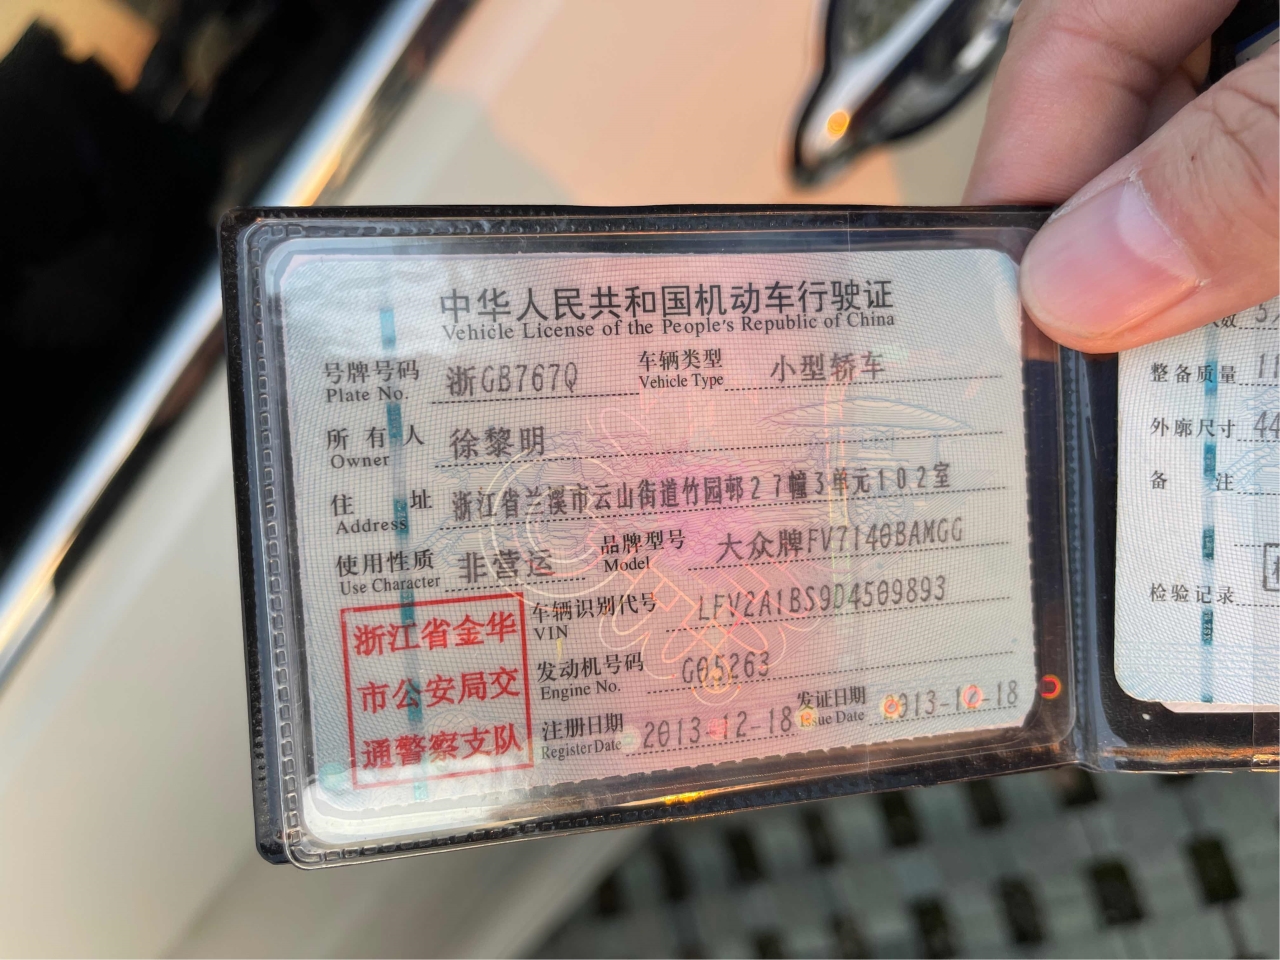 中华人民共和国机动车行驶证
Vehicle License of the People's Republic of China
号牌号码 浙GB767Q 车辆类型 小型轿车
Plate No. Vehicle Type
所有人 徐黎明
Owner
住址 浙江省兰溪市云山街道竹园邨27幢3单元102室
Address
使用性质 非营运 品牌型号 大众牌FV7140BAMGG
Use Character Model
车辆识别代号 LFV2A1BS9D4509893
VIN
发动机号码 G05263
Engine No.
注册日期 2013-12-18 发证日期 2013-12-18
Register Date Issue Date
浙江省金华
市公安局交
通警察支队
整备质量 11
外廓尺寸 44
备注
检验记录